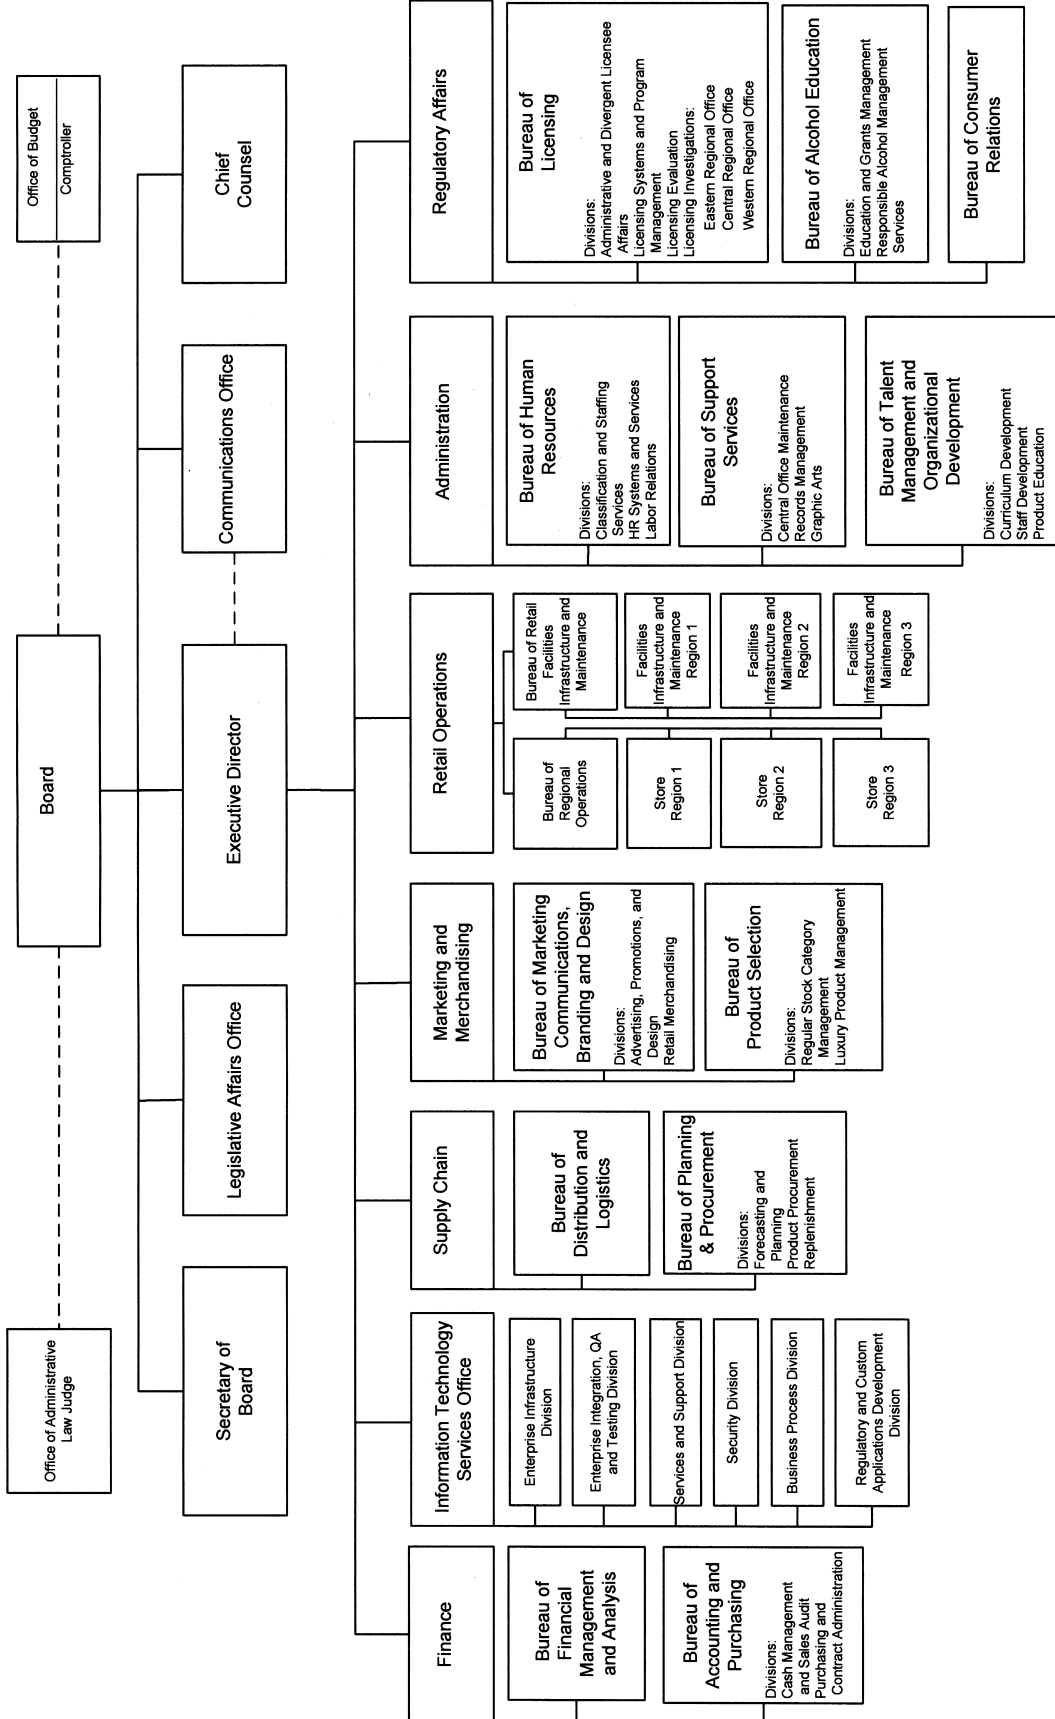 Office of Administrative
Law Judge
Board
Office of Budget
Comptroller
Secretary of
Board
Legislative Affairs Office
Executive Director
Communications Office
Chief
Counsel
Finance
Bureau of
Financial
Management
and Analysis
Bureau of
Accounting and
Purchasing
Divisions:
Cash Management
and Sales Audit
Purchasing and
Contract Administration
Information Technology
Services Office
Enterprise Infrastructure
Division
Enterprise Integration, QA
and Testing Division
Services and Support Division
Security Division
Business Process Division
Regulatory and Custom
Applications Development
Division
Supply Chain
Bureau of
Distribution and
Logistics
Bureau of Planning
& Procurement
Divisions:
Forecasting and
Planning
Product Procurement
Replenishment
Marketing and
Merchandising
Bureau of Marketing
Communications,
Branding and Design
Divisions:
Advertising, Promotions, and
Design
Retail Merchandising
Bureau of
Product Selection
Divisions:
Regular Stock Category
Management
Luxury Product Management
Retail Operations
Bureau of
Regional
Operations
Store
Region 1
Store
Region 2
Store
Region 3
Bureau of Retail
Facilities
Infrastructure and
Maintenance
Facilities
Infrastructure and
Maintenance
Region 1
Facilities
Infrastructure and
Maintenance
Region 2
Facilities
Infrastructure and
Maintenance
Region 3
Administration
Bureau of Human
Resources
Divisions:
Classification and Staffing
Services
HR Systems and Services
Labor Relations
Bureau of Support
Services
Divisions:
Central Office Maintenance
Records Management
Graphic Arts
Bureau of Talent
Management and
Organizational
Development
Divisions:
Curriculum Development
Staff Development
Product Education
Regulatory Affairs
Bureau of
Licensing
Divisions:
Administrative and Divergent Licensee
Affairs
Licensing Systems and Program
Management
Licensing Evaluation
Licensing Investigations:
Eastern Regional Office
Central Regional Office
Western Regional Office
Bureau of Alcohol Education
Divisions:
Education and Grants Management
Responsible Alcohol Management
Services
Bureau of Consumer
Relations